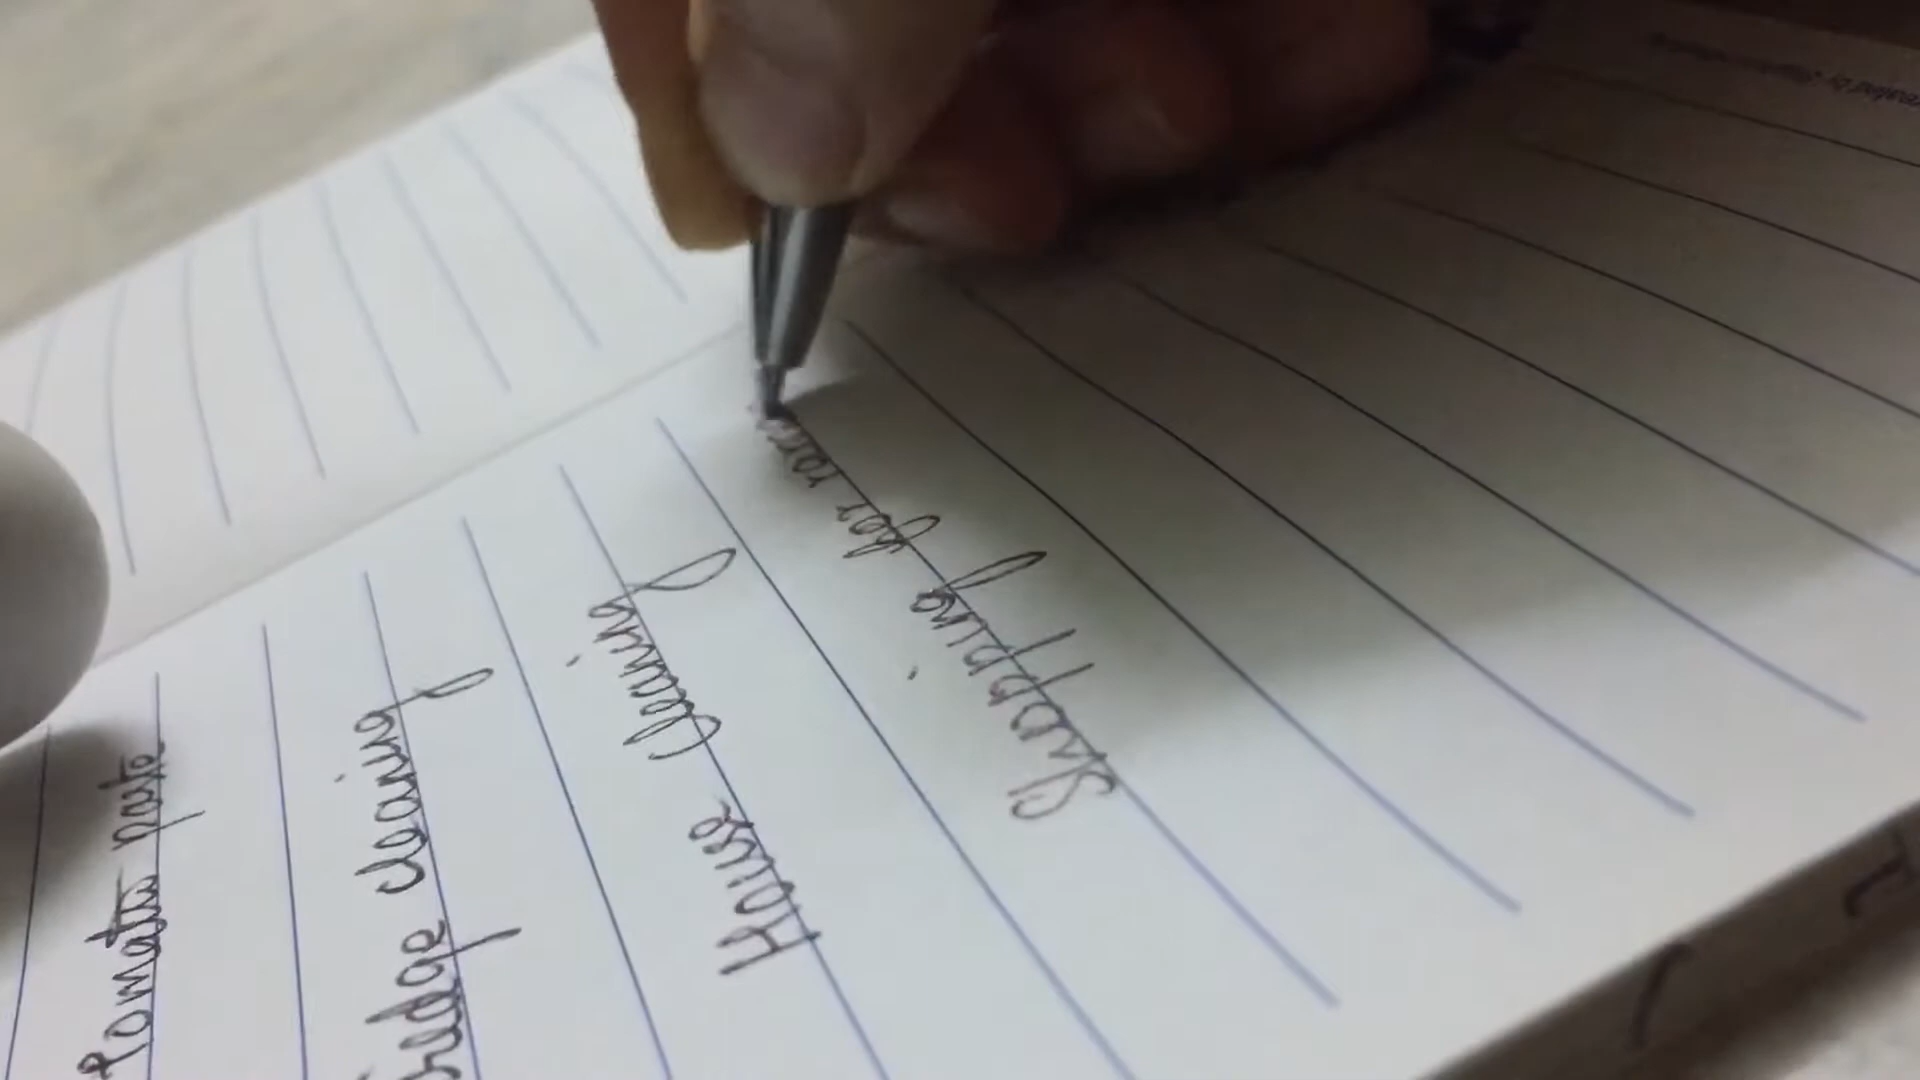 Tomato paste
Fridge cleaning
House Cleaning
Shopping for